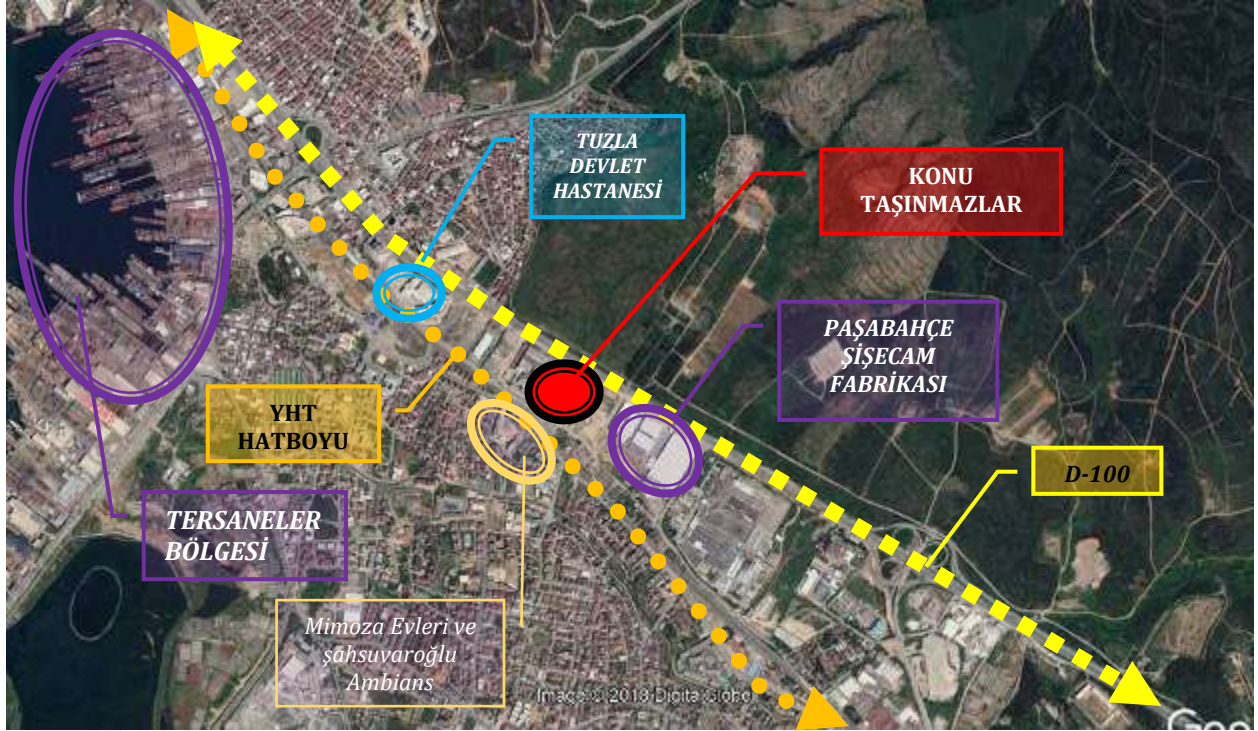 TUZLA
DEVLET
HASTANESİ
KONU
TAŞINMAZLAR
PAŞABAHÇE
ŞİŞECAM
FABRİKASI
YHT
HATBOYU
D-100
TERSANELER
BÖLGESİ
Mimoza Evleri ve
şahsuvaroğlu
Ambians
Image © 2018 DigitalGlobe
Goo